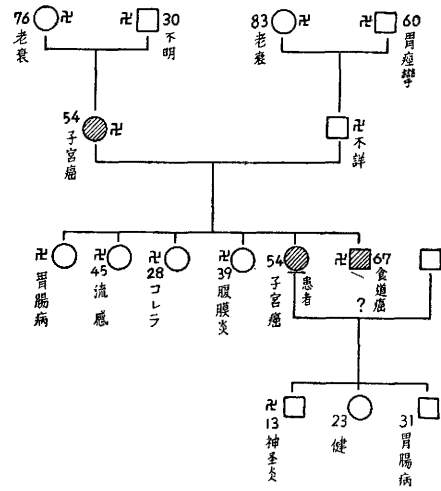 76 卍 卍 30 83 卍 卍 60
老衰 不明 老衰 胃痙攣
54 卍 卍
子宮癌 不詳
卍 卍 卍 卍 54 卍 67
胃腸病 45 流感 28 コレラ 39 腹膜炎 子宮癌 患者 食道癌
?
卍 13 23 31
神圣炎 健 胃腸病